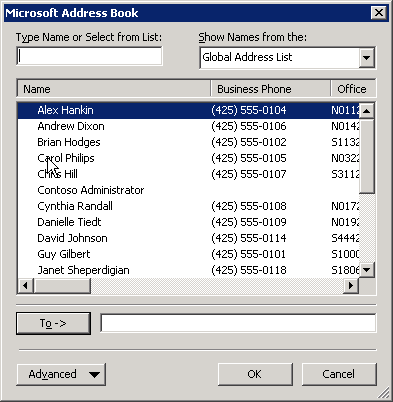 Microsoft Address Book
Type Name or Select from List: Show Names from the:
Global Address List
Name Business Phone Office
Alex Hankin (425) 555-0104 N0112
Andrew Dixon (425) 555-0106 N0142
Brian Hodges (425) 555-0102 S1132
Carol Philips (425) 555-0105 N0322
Chris Hill (425) 555-0107 S3112
Contoso Administrator
Cynthia Randall (425) 555-0108 N0172
Danielle Tiedt (425) 555-0109 N0192
David Johnson (425) 555-0114 S4442
Guy Gilbert (425) 555-0101 S1000
Janet Sheperdigian (425) 555-0118 S1806
To ->
Advanced OK Cancel